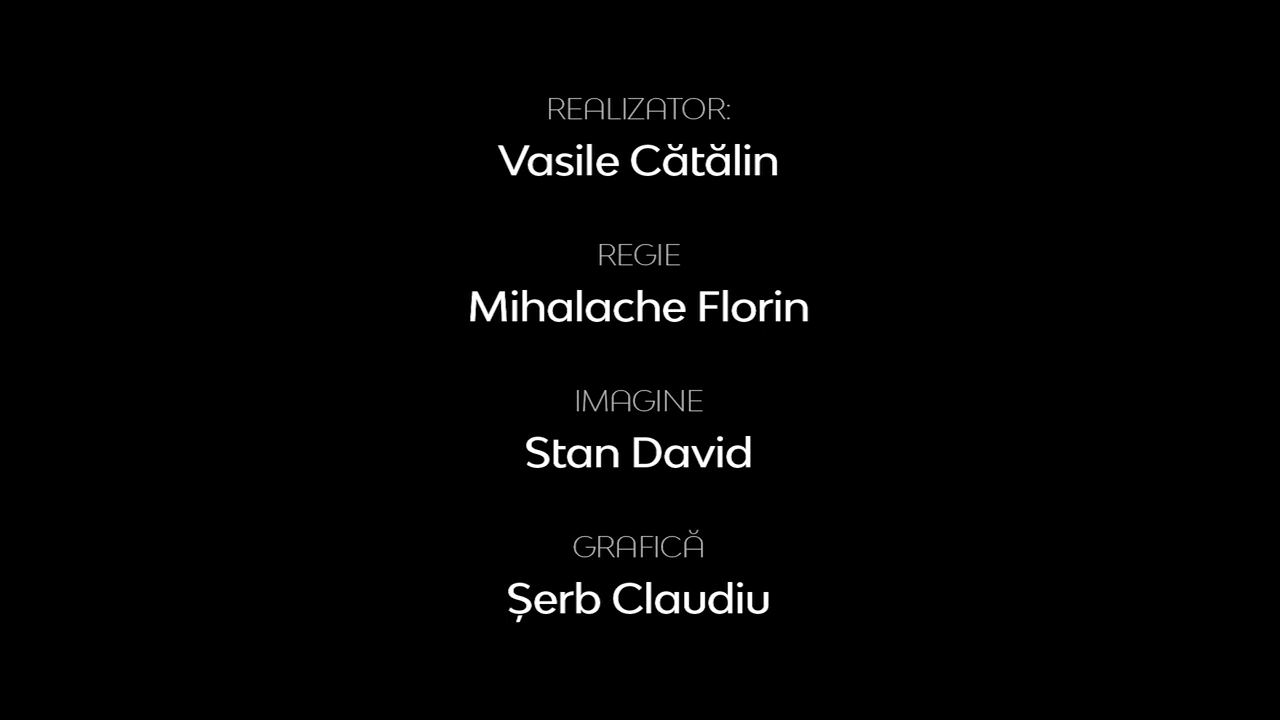 REALIZATOR:
Vasile Cătălin
REGIE
Mihalache Florin
IMAGINE
Stan David
GRAFICĂ
Șerb Claudiu